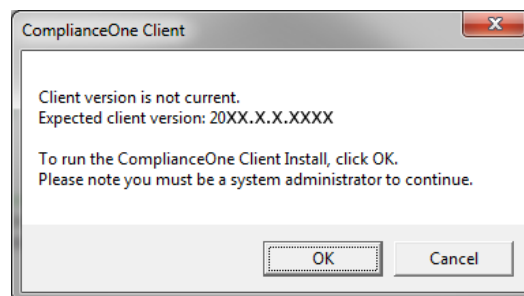 ComplianceOne Client
Client version is not current.
Expected client version: 20XX.X.X.XXXX
To run the ComplianceOne Client Install, click OK.
Please note you must be a system administrator to continue.
OK Cancel